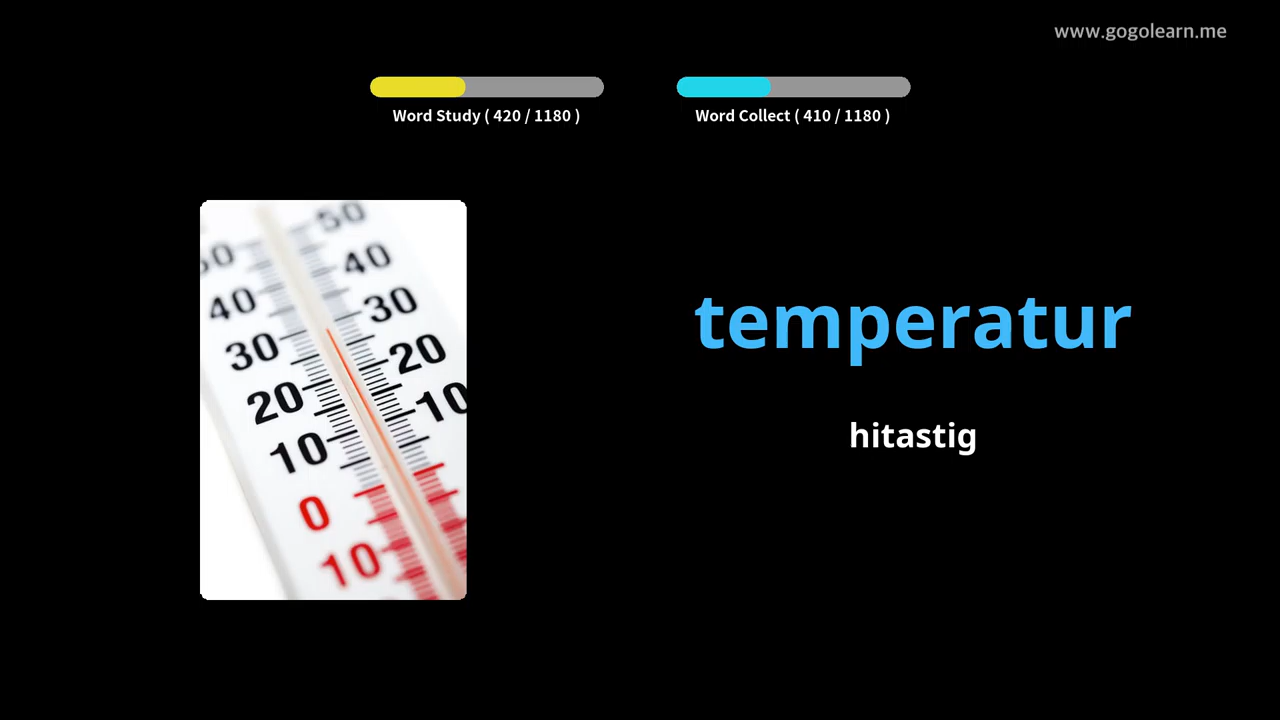 www.gogolearn.me
Word Study ( 420 / 1180 )
Word Collect ( 410 / 1180 )
50
50
40
40
30
30
20
20
10
10
0
10
temperatur
hitastig